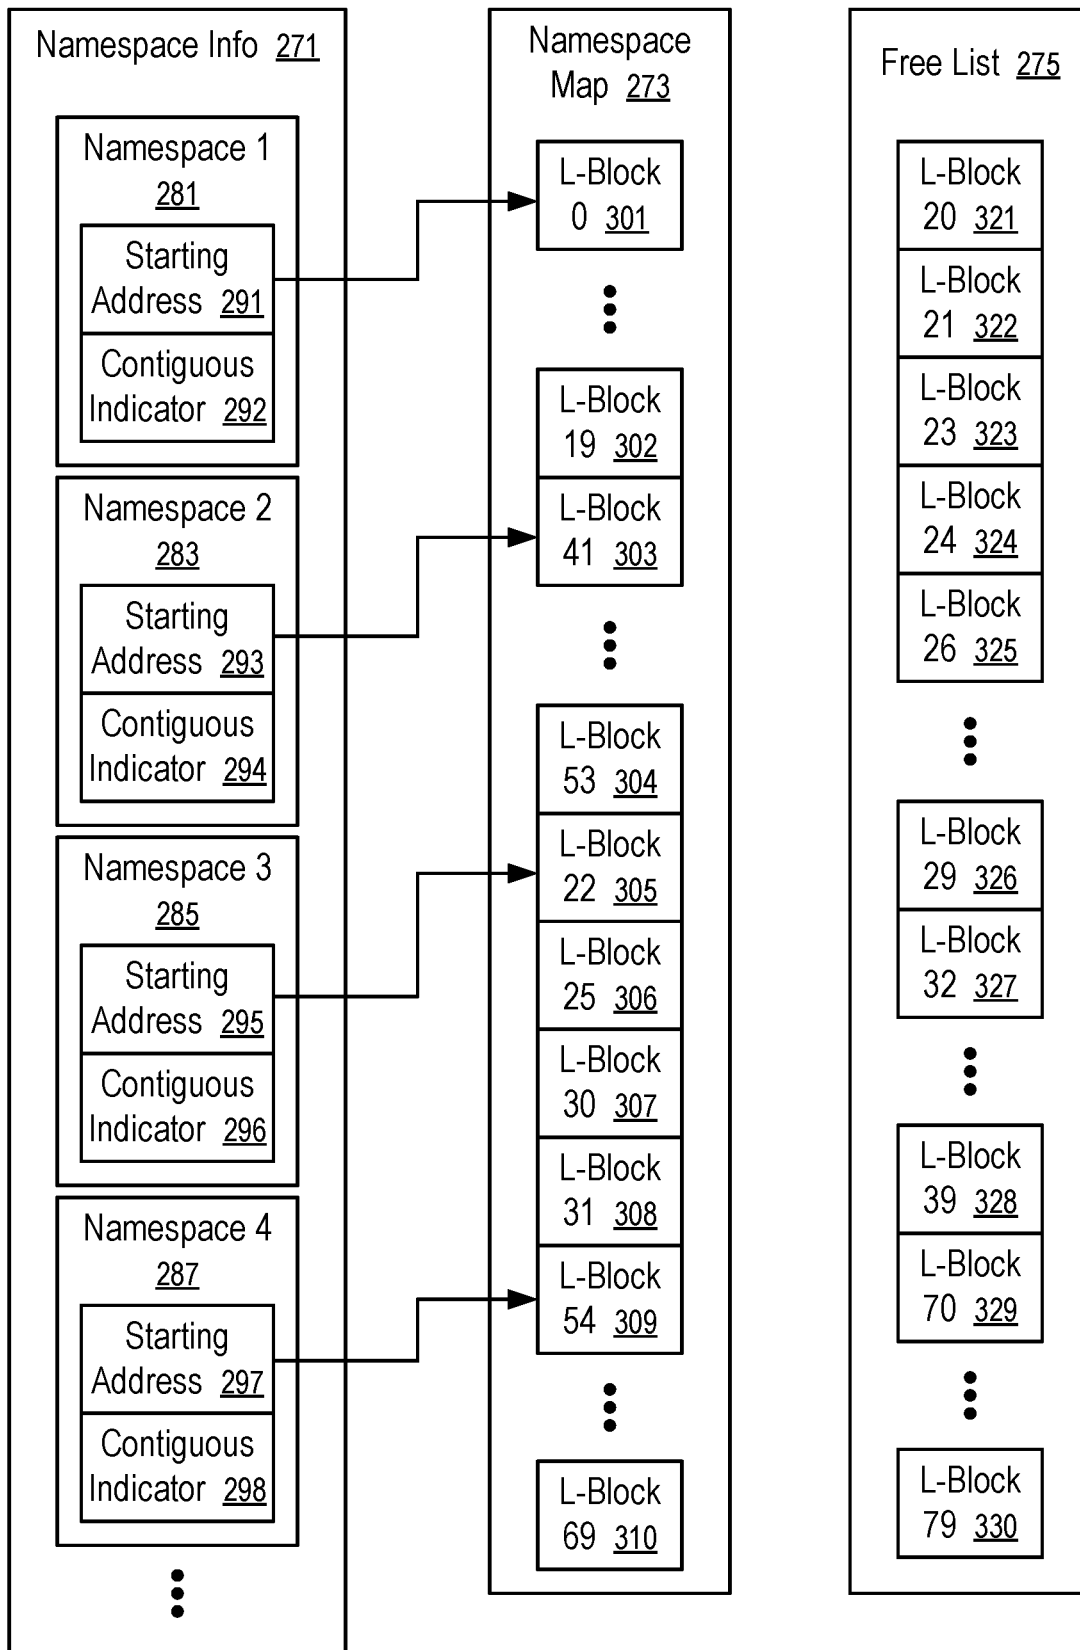 Namespace Info 271
Namespace 1
281
Starting
Address 291
Contiguous
Indicator 292
Namespace 2
283
Starting
Address 293
Contiguous
Indicator 294
Namespace 3
285
Starting
Address 295
Contiguous
Indicator 296
Namespace 4
287
Starting
Address 297
Contiguous
Indicator 298
Namespace
Map 273
L-Block
0 301
L-Block
19 302
L-Block
41 303
L-Block
53 304
L-Block
22 305
L-Block
25 306
L-Block
30 307
L-Block
31 308
L-Block
54 309
L-Block
69 310
Free List 275
L-Block
20 321
L-Block
21 322
L-Block
23 323
L-Block
24 324
L-Block
26 325
L-Block
29 326
L-Block
32 327
L-Block
39 328
L-Block
70 329
L-Block
79 330